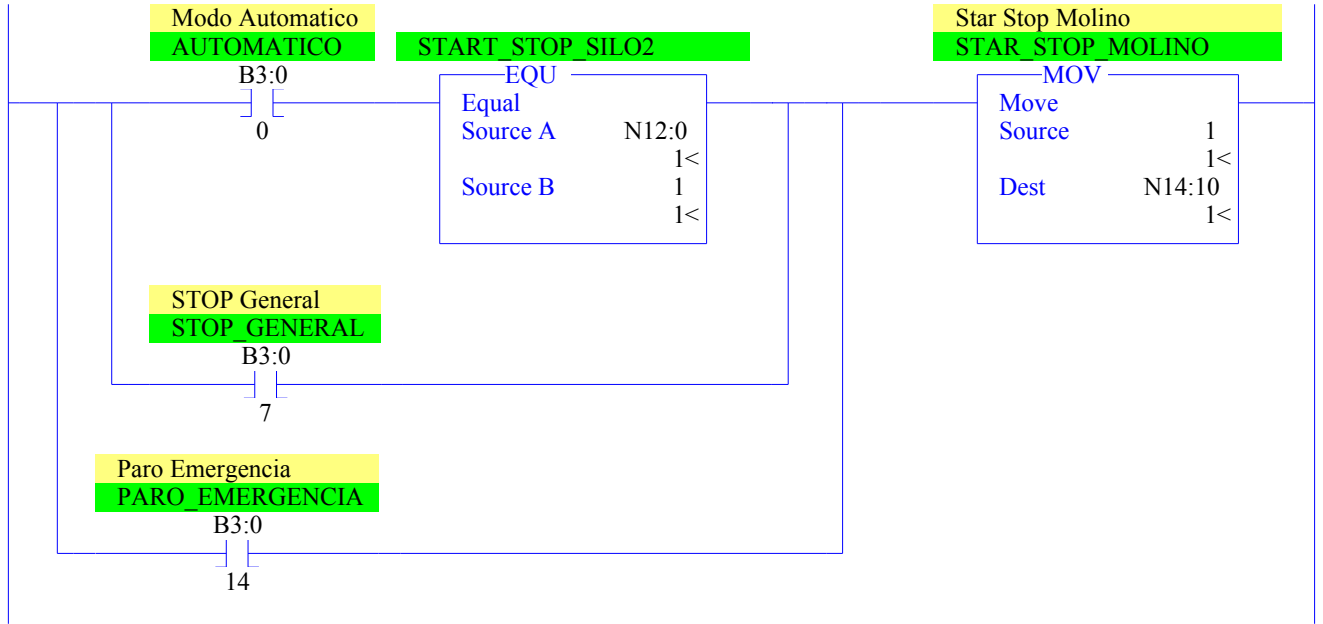 Modo Automatico
AUTOMATICO
B3:0
0
START_STOP_SILO2
EQU
Equal
Source A N12:0
1<
Source B 1
1<
Star Stop Molino
STAR_STOP_MOLINO
MOV
Move
Source 1
1<
Dest N14:10
1<
STOP General
STOP_GENERAL
B3:0
7
Paro Emergencia
PARO_EMERGENCIA
B3:0
14